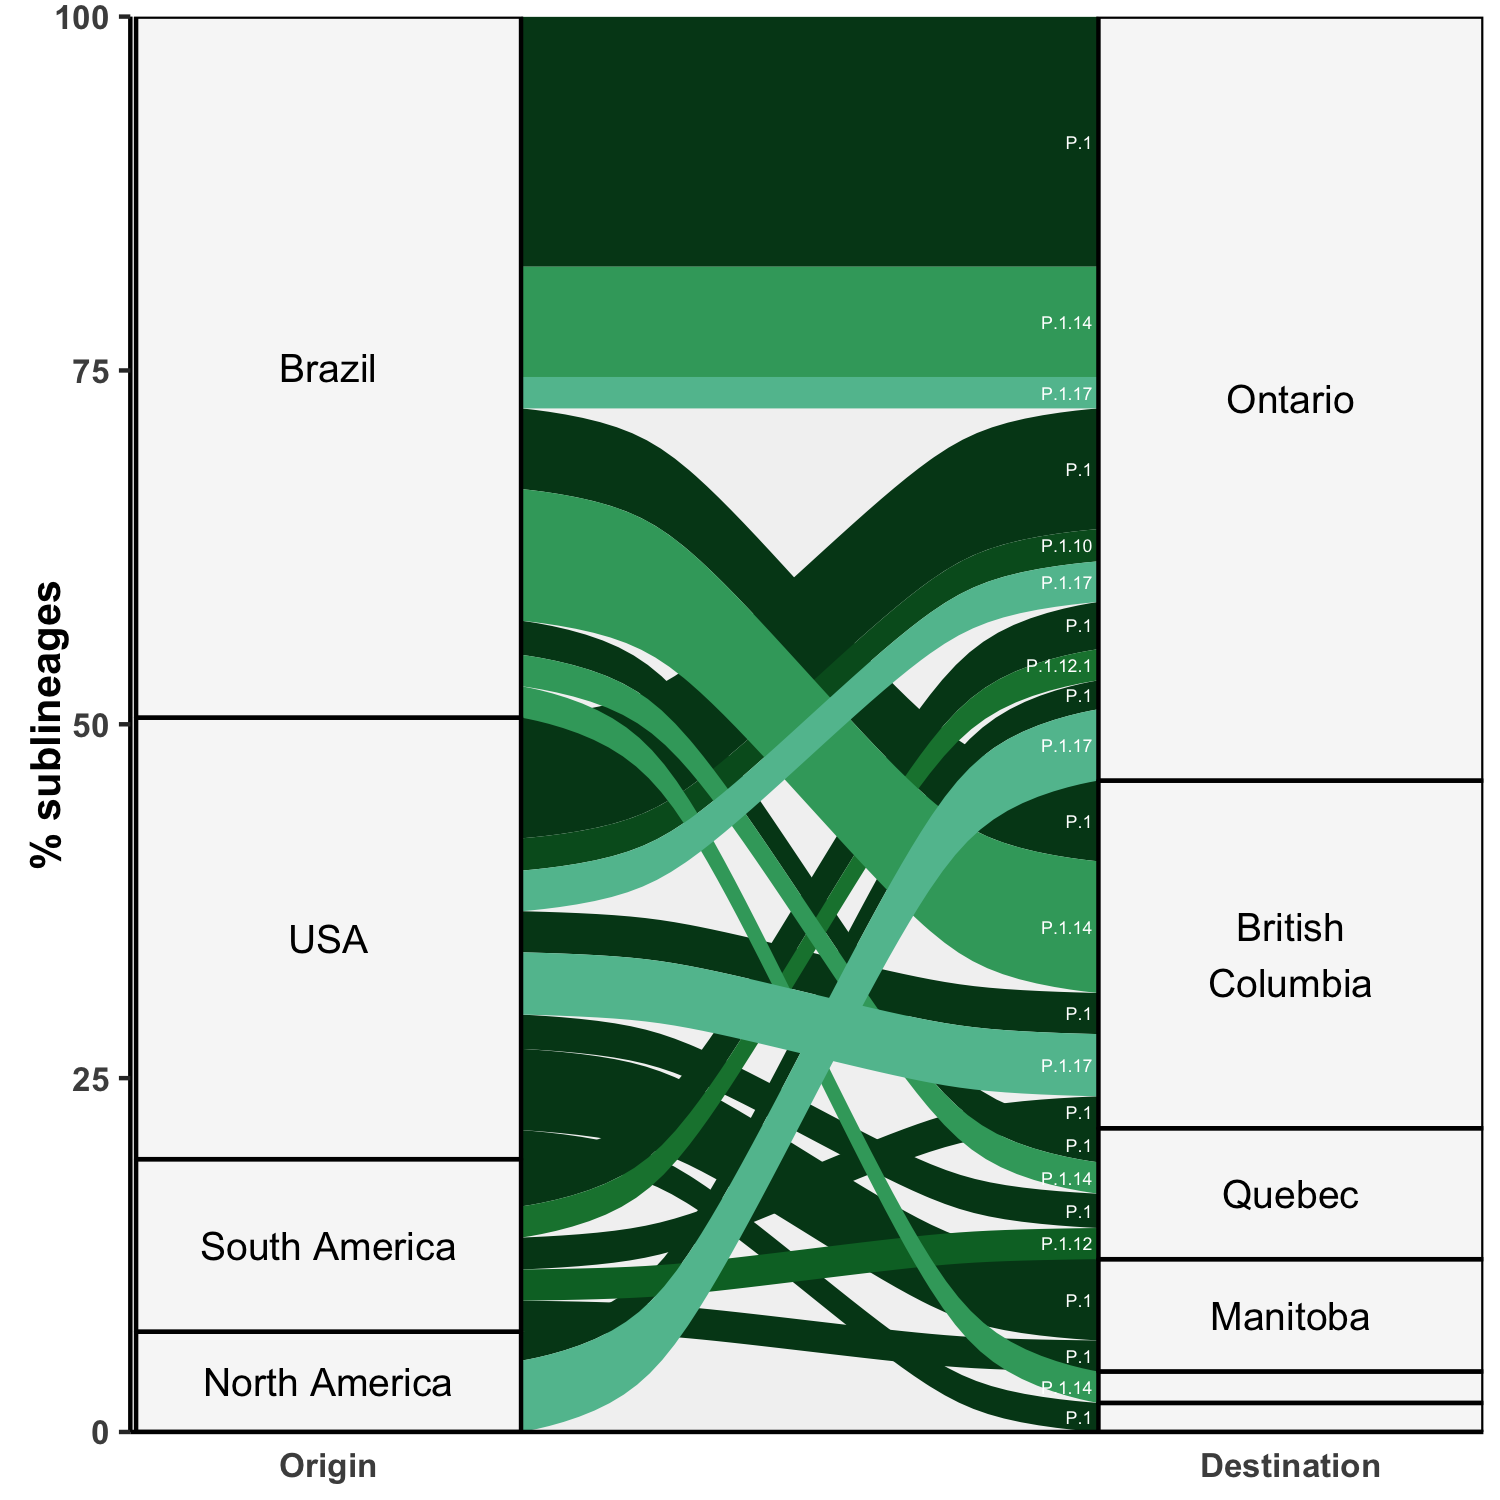 % sublineages
100
75
50
25
0
Brazil
USA
South America
North America
P.1
P.1.14
P.1.17
P.1
P.1.10
P.1.17
P.1
P.1.12.1
P.1
P.1.17
P.1
P.1.14
P.1
P.1.17
P.1
P.1
P.1.14
P.1
P.1.12
P.1
P.1
P.1.14
P.1
Ontario
British
Columbia
Quebec
Manitoba
Origin
Destination